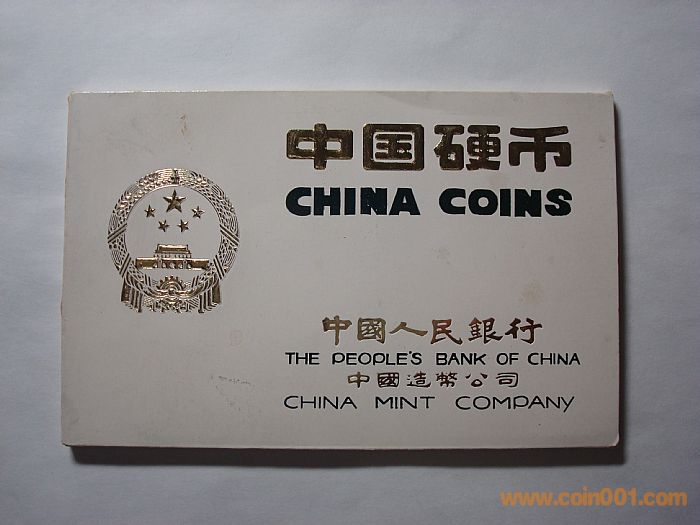 中国硬币
CHINA COINS
中國人民銀行
THE PEOPLE'S BANK OF CHINA
中國造幣公司
CHINA MINT COMPANY
www.coin001.com